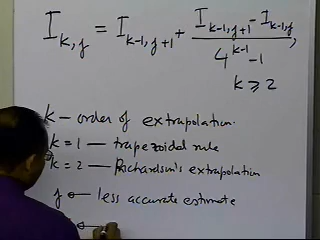 I_{k,j} = I_{k-1,j+1} + \frac{I_{k-1,j+1} - I_{k-1,j}}{4^{k-1} - 1},
k ⩾ 2
k – order of extrapolation.
k = 1 — trapezoidal rule
k = 2 — Richardson's extrapolation
j — less accurate estimate